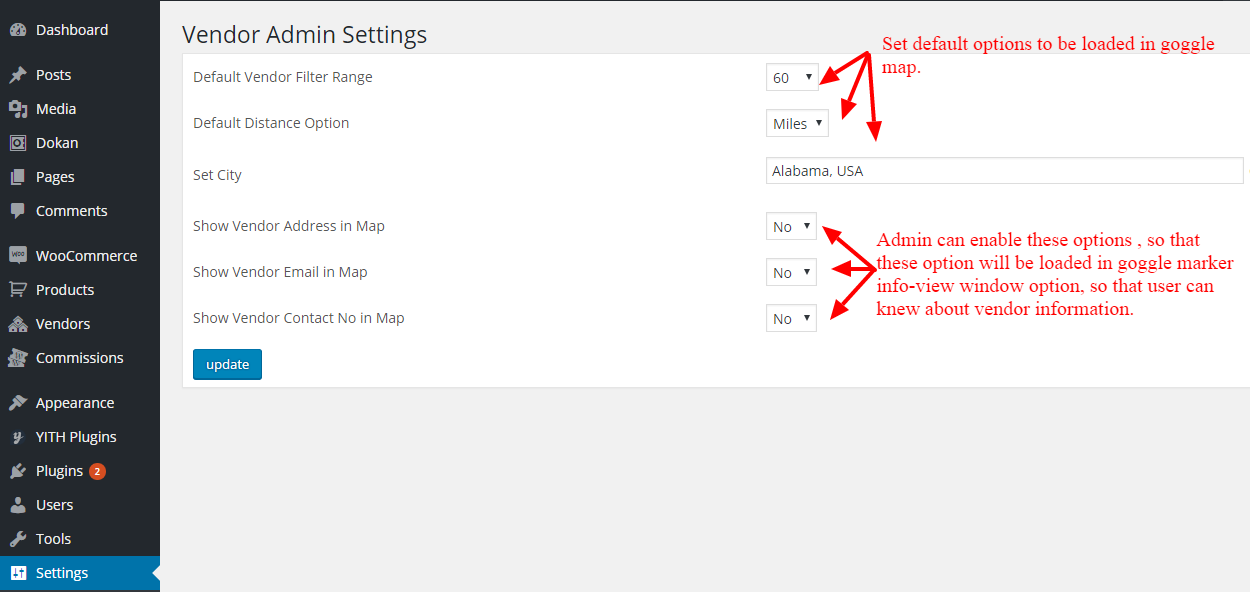 Dashboard
Posts
Media
Dokan
Pages
Comments
WOO WooCommerce
Products
Vendors
Commissions
Appearance
YITH Plugins
Plugins 2
Users
Tools
Settings
Vendor Admin Settings
Default Vendor Filter Range 60
Default Distance Option Miles
Set City Alabama, USA
Show Vendor Address in Map No
Show Vendor Email in Map No
Show Vendor Contact No in Map No
update
Set default options to be loaded in goggle
map.
Admin can enable these options , so that
these option will be loaded in goggle marker
info-view window option, so that user can
knew about vendor information.